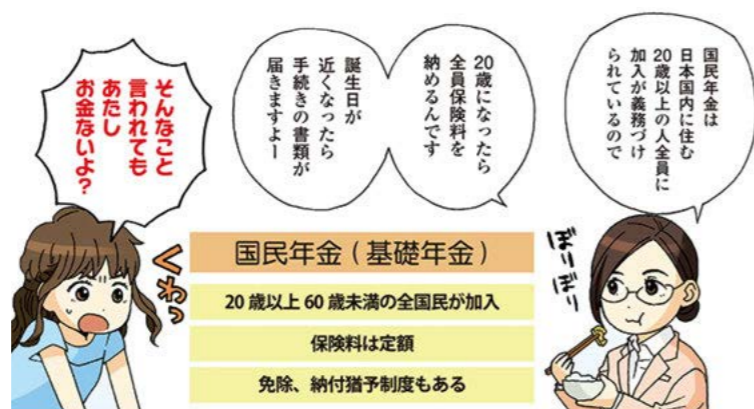 国民年金は
日本国内に住む
20歳以上の人全員に
加入が義務づけ
られているので
20歳になったら
全員保険料を
納めるんです
誕生日が
近くなったら
手続きの書類が
届きますよー
そんなこと
言われても
あたし
お金ないよ?
ぼりぼり
くわっ
国民年金(基礎年金)
20歳以上60歳未満の全国民が加入
保険料は定額
免除、納付猶予制度もある